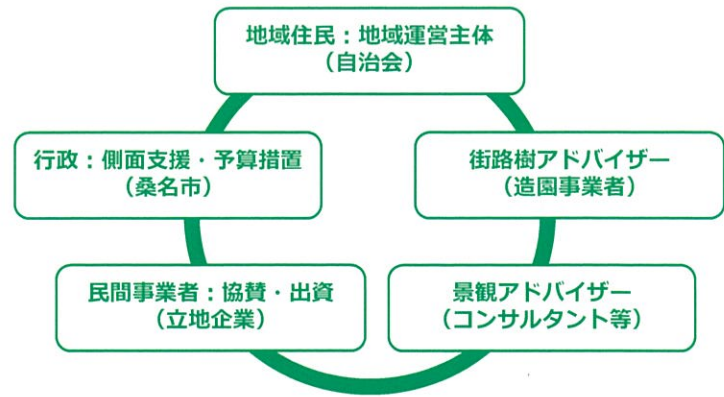 地域住民：地域運営主体
（自治会）
行政：側面支援・予算措置
（桑名市）
街路樹アドバイザー
（造園事業者）
民間事業者：協賛・出資
（立地企業）
景観アドバイザー
（コンサルタント等）